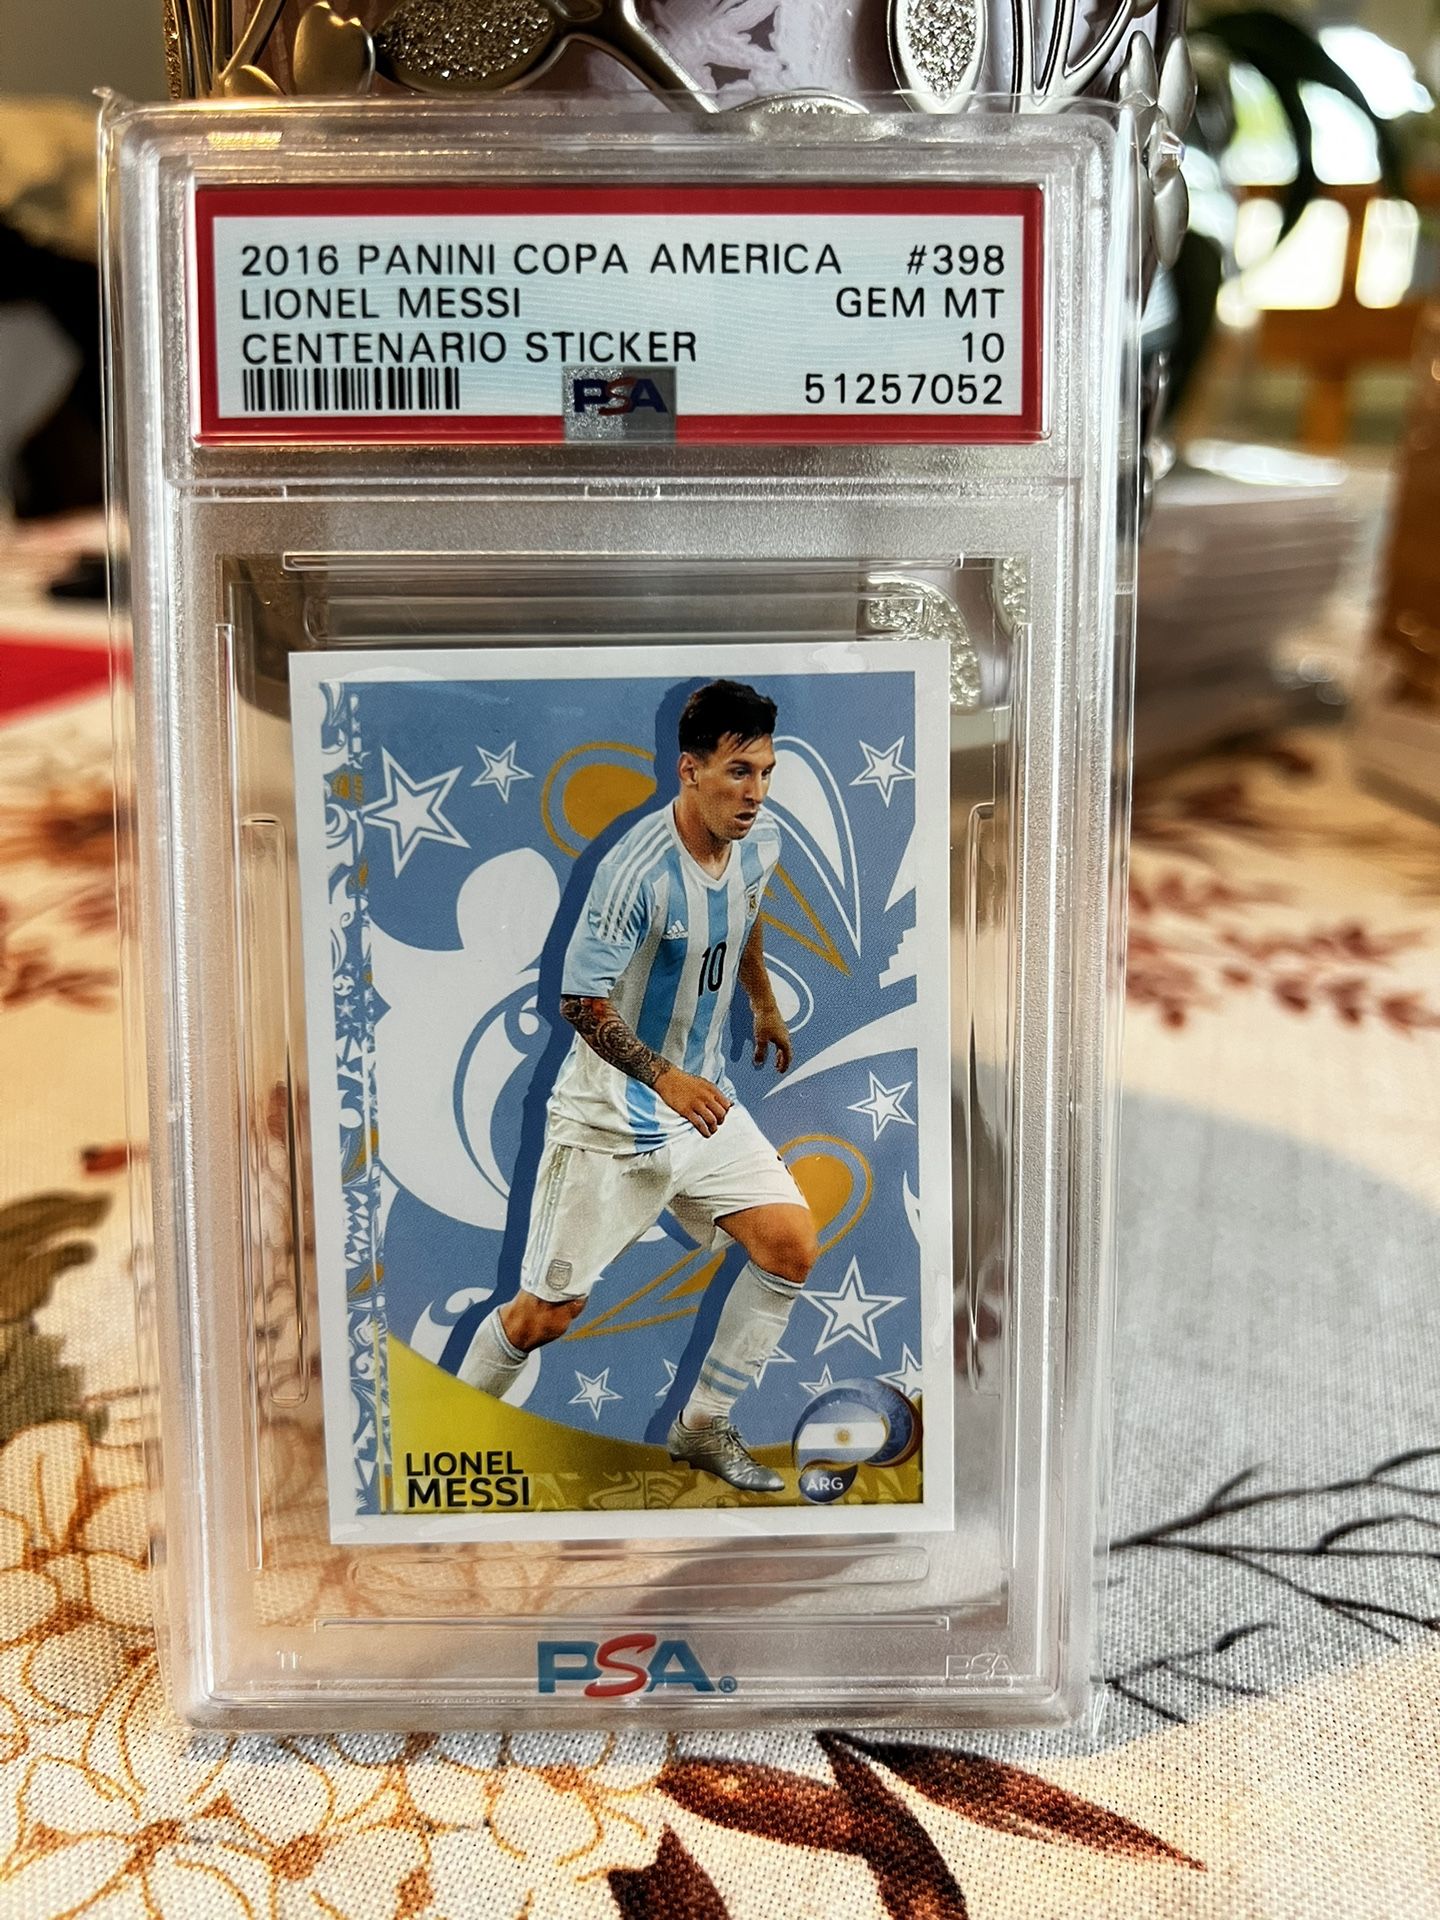 2016 PANINI COPA AMERICA #398
LIONEL MESSI GEM MT
CENTENARIO STICKER 10
PSA 51257052
adidas
10
LIONEL
MESSI
ARG
PSA®
PSA